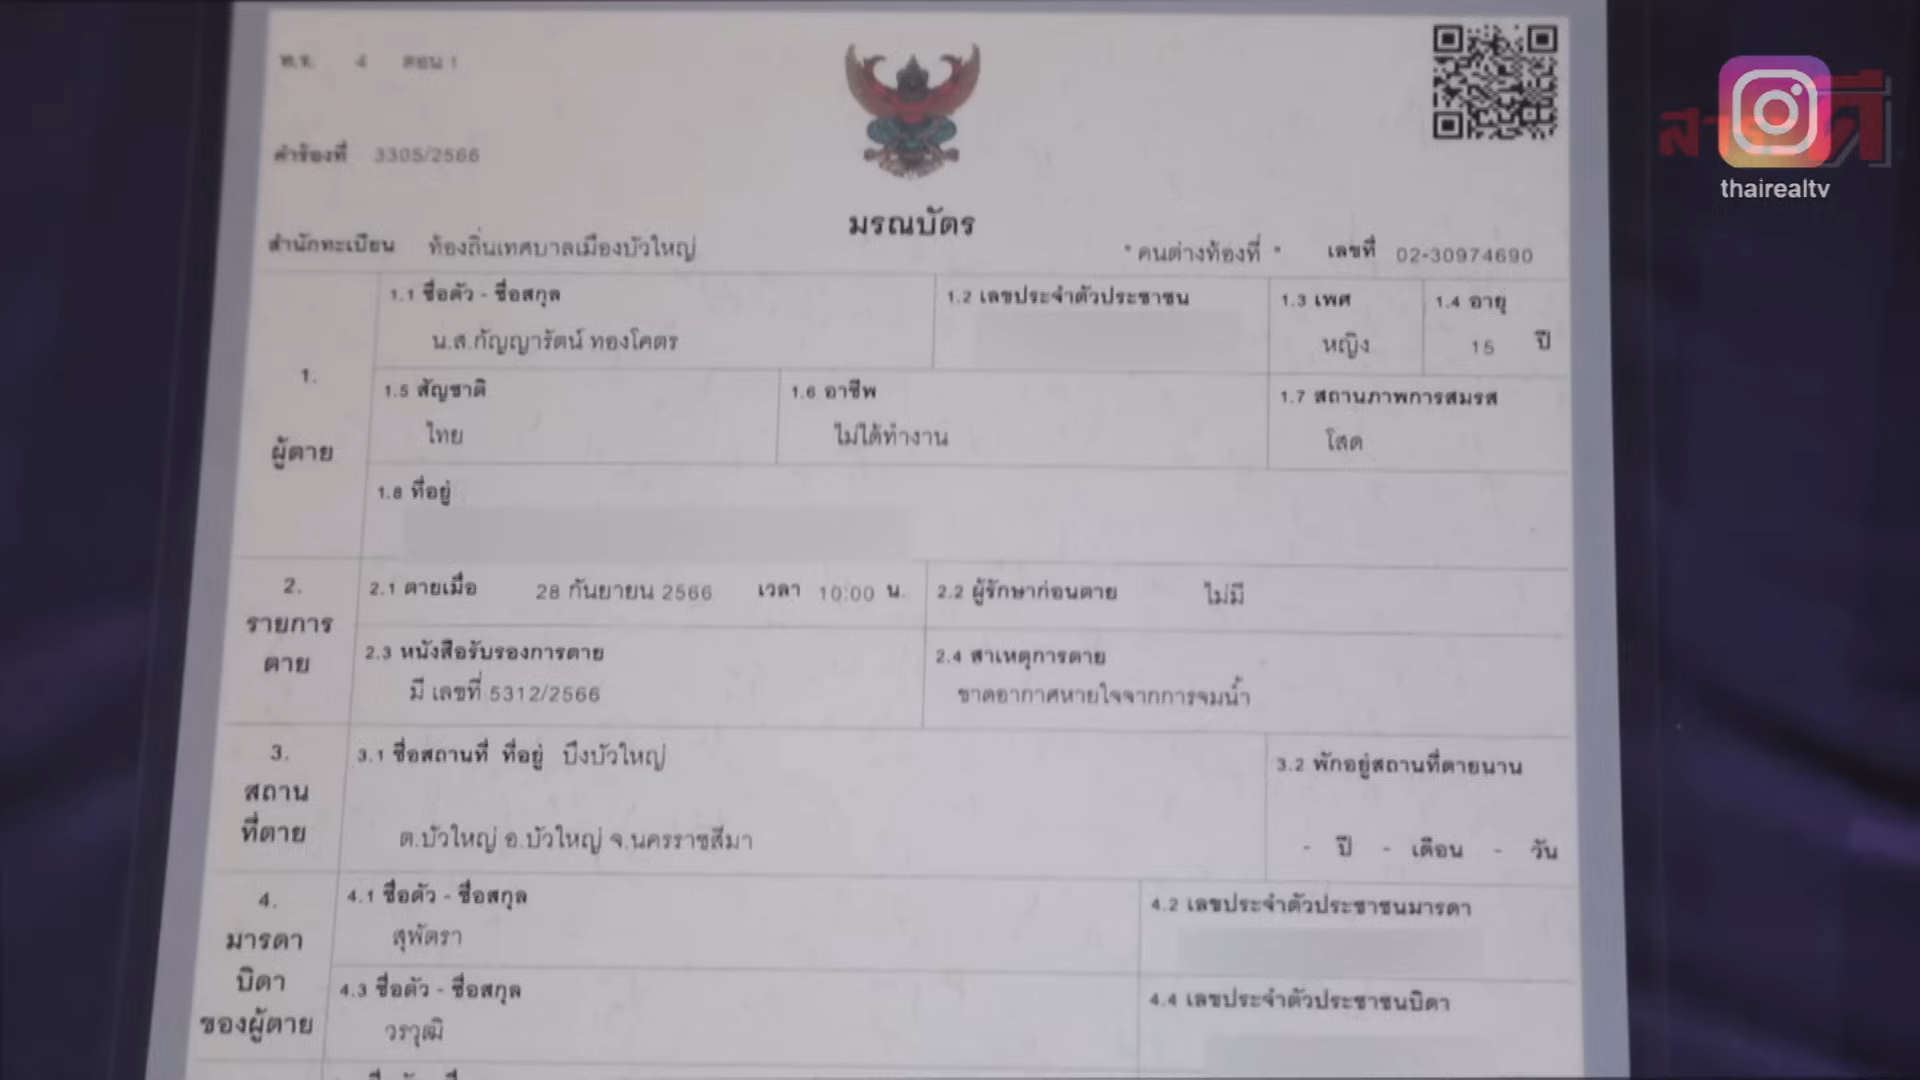 ท.ร. 4 ตอน 1
คำร้องที่ 3305/2566
thairealtv
มรณบัตร
สำนักทะเบียน ท้องถิ่นเทศบาลเมืองบัวใหญ่ " คนต่างท้องที่ " เลขที่ 02-30974690
1. ผู้ตาย
1.1 ชื่อตัว - ชื่อสกุล 1.2 เลขประจำตัวประชาชน 1.3 เพศ 1.4 อายุ
น.ส.กัญญารัตน์ ทองโคตร หญิง 15 ปี
1.5 สัญชาติ 1.6 อาชีพ 1.7 สถานภาพการสมรส
ไทย ไม่ได้ทำงาน โสด
1.8 ที่อยู่
2. รายการตาย
2.1 ตายเมื่อ 28 กันยายน 2566 เวลา 10:00 น. 2.2 ผู้รักษาก่อนตาย ไม่มี
2.3 หนังสือรับรองการตาย 2.4 สาเหตุการตาย
มี เลขที่ 5312/2566 ขาดอากาศหายใจจากการจมน้ำ
3. สถานที่ตาย
3.1 ชื่อสถานที่ ที่อยู่ บึงบัวใหญ่ 3.2 พักอยู่สถานที่ตายนาน
ต.บัวใหญ่ อ.บัวใหญ่ จ.นครราชสีมา - ปี - เดือน - วัน
4. มารดา บิดา ของผู้ตาย
4.1 ชื่อตัว - ชื่อสกุล 4.2 เลขประจำตัวประชาชนมารดา
สุพัตรา
4.3 ชื่อตัว - ชื่อสกุล 4.4 เลขประจำตัวประชาชนบิดา
วรวุฒิ